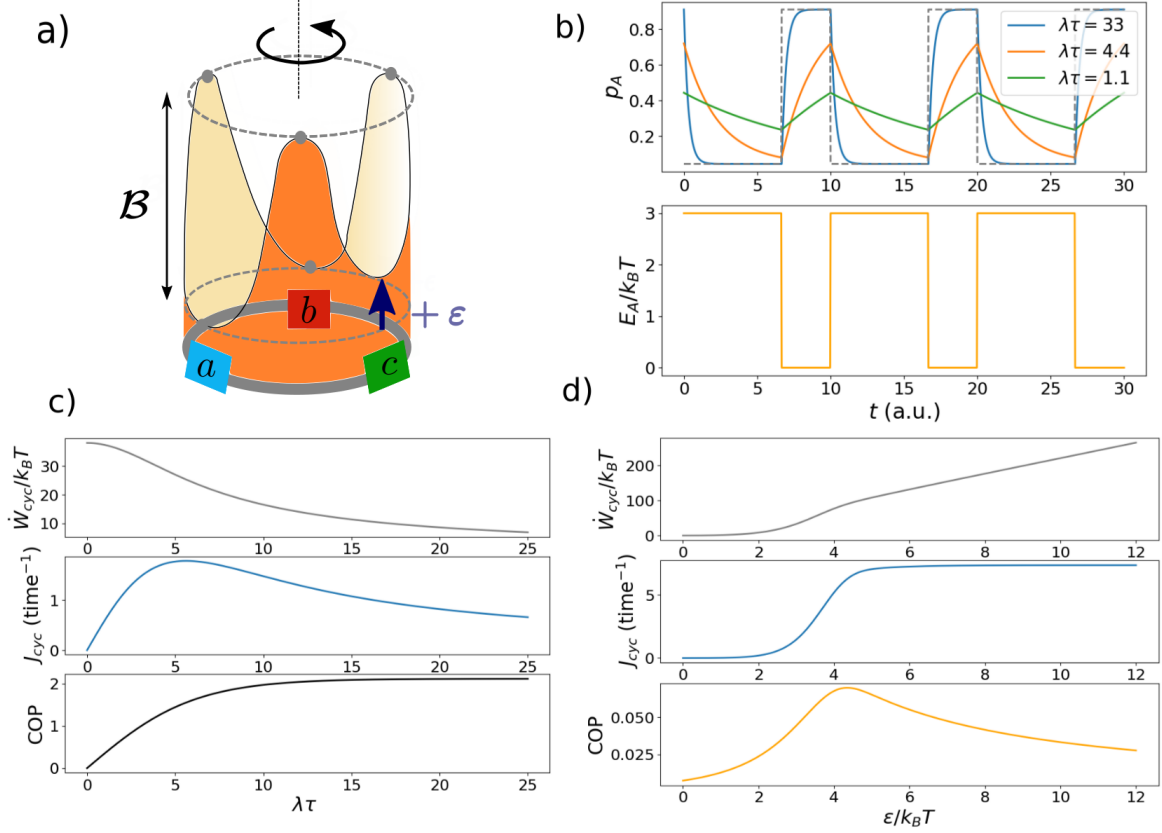 a)
ℬ
b
+ ε
a
c
b)
p_A
0.8
0.6
0.4
0.2
λτ = 33
λτ = 4.4
λτ = 1.1
0 5 10 15 20 25 30
E_A/k_BT
3
2
1
0
0 5 10 15 20 25 30
t (a.u.)
c)
Ẇ_cyc/k_BT
30
20
10
0 5 10 15 20 25
J_cyc (time⁻¹)
1
0
0 5 10 15 20 25
COP
2
1
0
0 5 10 15 20 25
λτ
d)
Ẇ_cyc/k_BT
200
100
0
0 2 4 6 8 10 12
J_cyc (time⁻¹)
5
0
0 2 4 6 8 10 12
COP
0.050
0.025
0 2 4 6 8 10 12
ε/k_BT